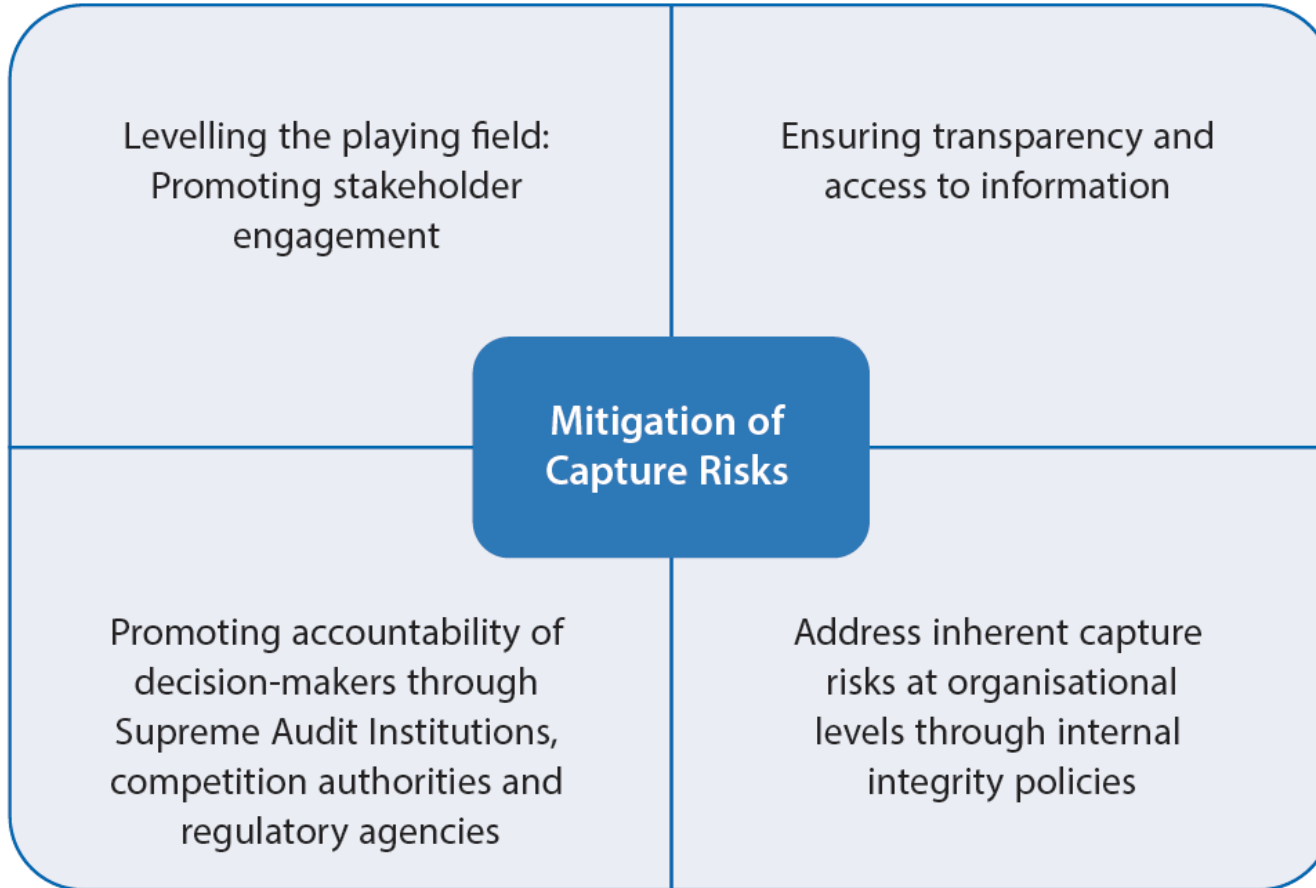 Levelling the playing field:
Promoting stakeholder
engagement
Ensuring transparency and
access to information
Mitigation of
Capture Risks
Promoting accountability of
decision-makers through
Supreme Audit Institutions,
competition authorities and
regulatory agencies
Address inherent capture
risks at organisational
levels through internal
integrity policies